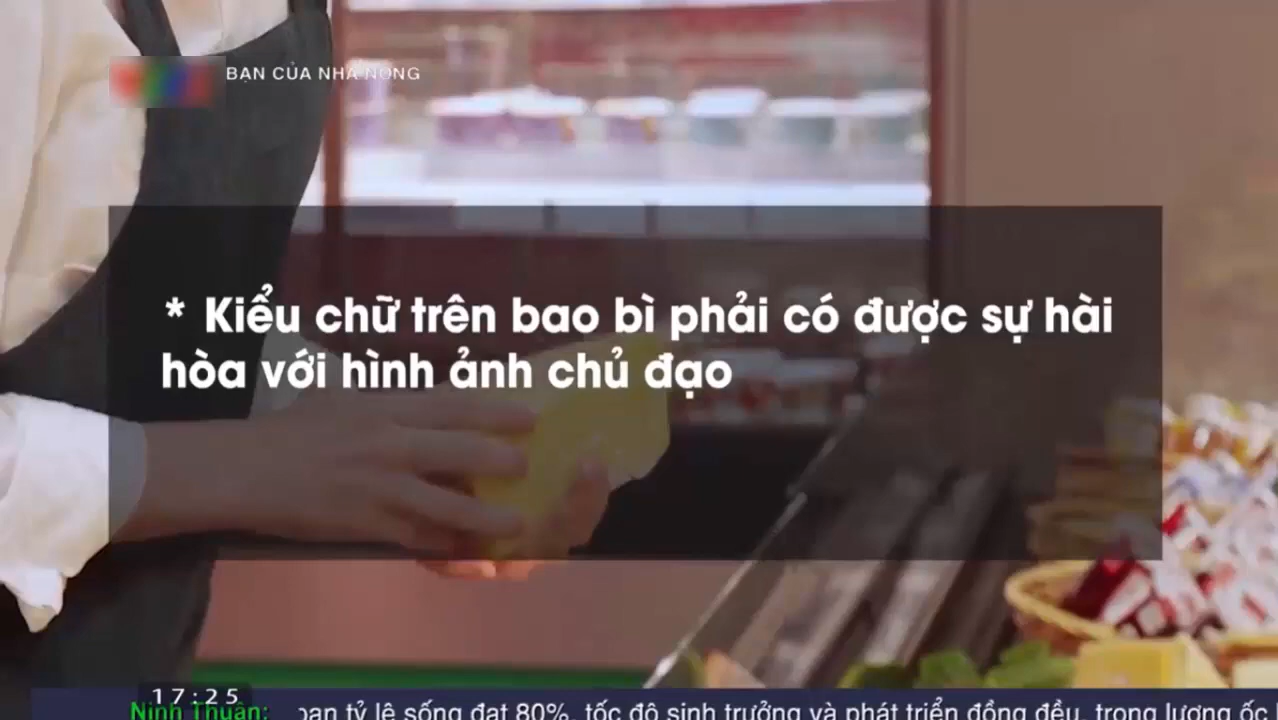 BẠN CỦA NHÀ NÔNG
* Kiểu chữ trên bao bì phải có được sự hài
hòa với hình ảnh chủ đạo
17:25
Ninh Thuận: tỷ lệ sống đạt 80%, tốc độ sinh trưởng và phát triển đồng đều, trọng lượng ốc